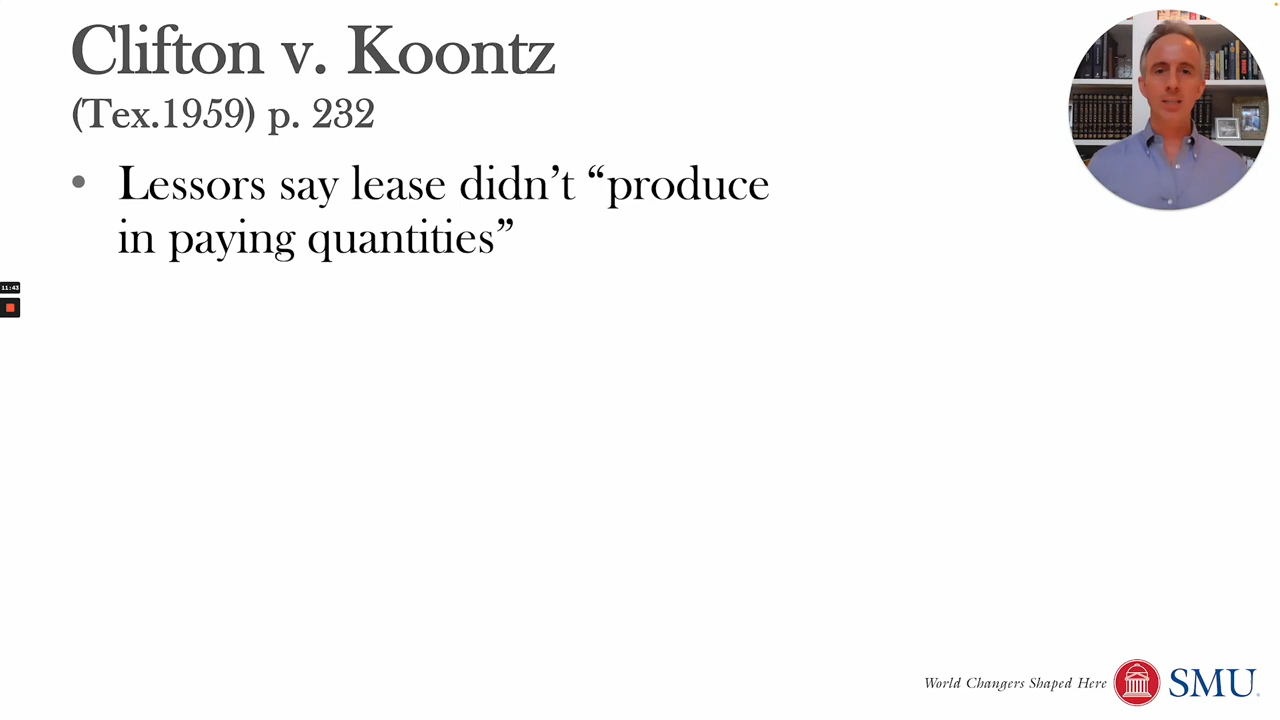 Clifton v. Koontz
(Tex.1959) p. 232
• Lessors say lease didn’t “produce
in paying quantities”
11:43
World Changers Shaped Here
SMU.